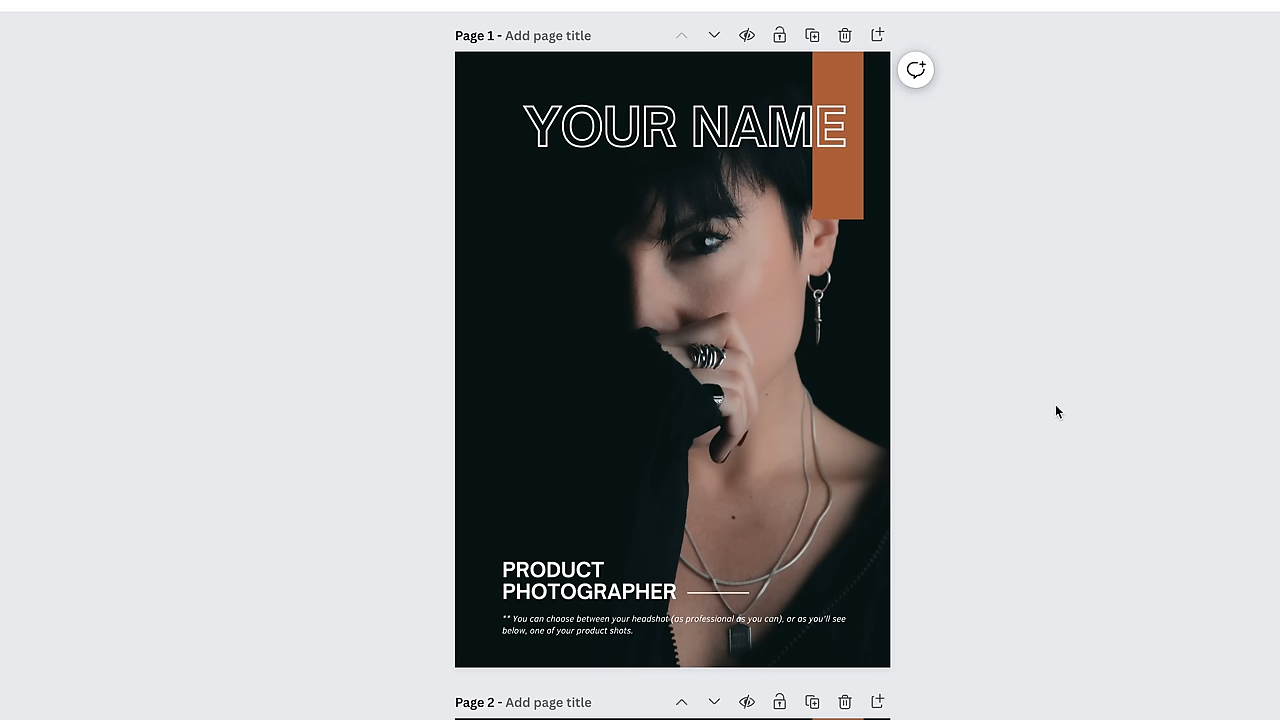 Page 1 - Add page title
YOUR NAME
PRODUCT
PHOTOGRAPHER
** You can choose between your headshot (as professional as you can), or as you'll see
below, one of your product shots.
Page 2 - Add page title